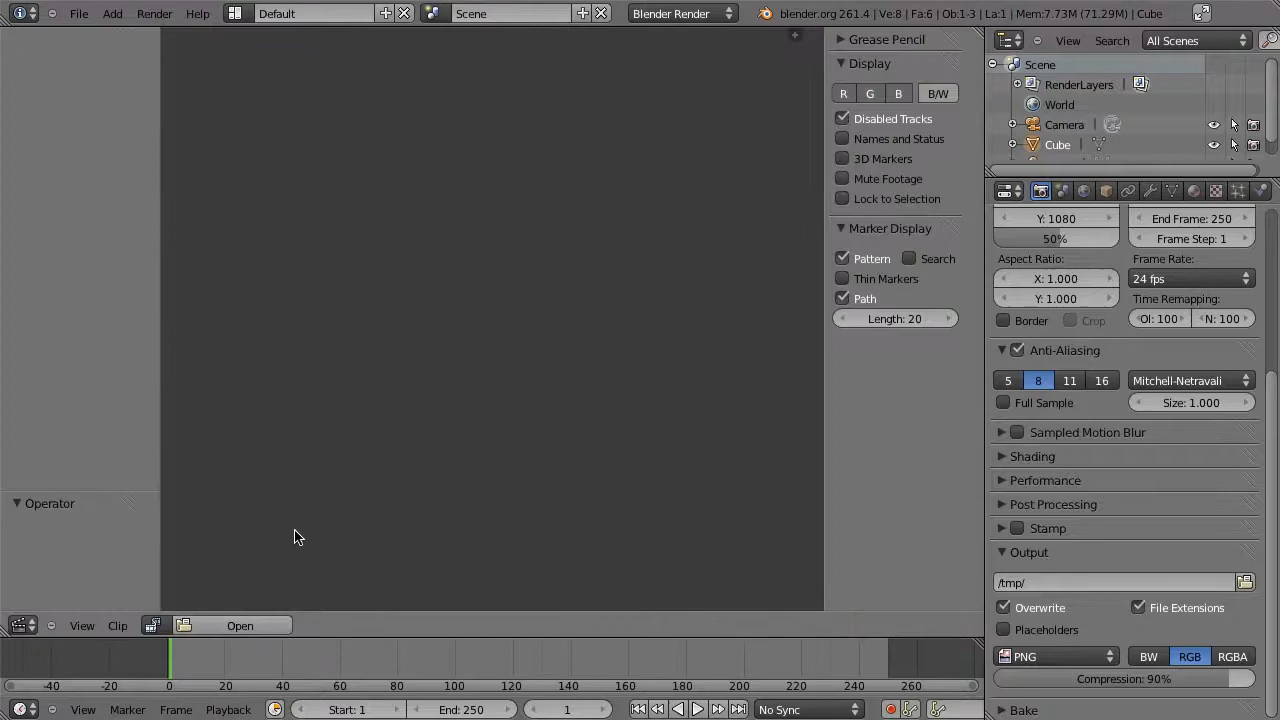 File Add Render Help Default Scene Blender Render blender.org 261.4 | Ve:8 | Fa:6 | Ob:1-3 | La:1 | Mem:7.73M (71.29M) | Cube
Grease Pencil
Display
R G B B/W
Disabled Tracks
Names and Status
3D Markers
Mute Footage
Lock to Selection
Marker Display
Pattern Search
Thin Markers
Path
Length: 20
View Search All Scenes
Scene
RenderLayers |
World
Camera |
Cube |
Y: 1080 End Frame: 250
50% Frame Step: 1
Aspect Ratio: Frame Rate:
X: 1.000 24 fps
Y: 1.000 Time Remapping:
Border Crop Ol: 100 N: 100
Anti-Aliasing
5 8 11 16 Mitchell-Netravali
Full Sample Size: 1.000
Sampled Motion Blur
Shading
Performance
Post Processing
Stamp
Output
/tmp/
Overwrite File Extensions
Placeholders
PNG BW RGB RGBA
Compression: 90%
Bake
Operator
View Clip Open
-40 -20 0 20 40 60 80 100 120 140 160 180 200 220 240 260
View Marker Frame Playback Start: 1 End: 250 1 No Sync